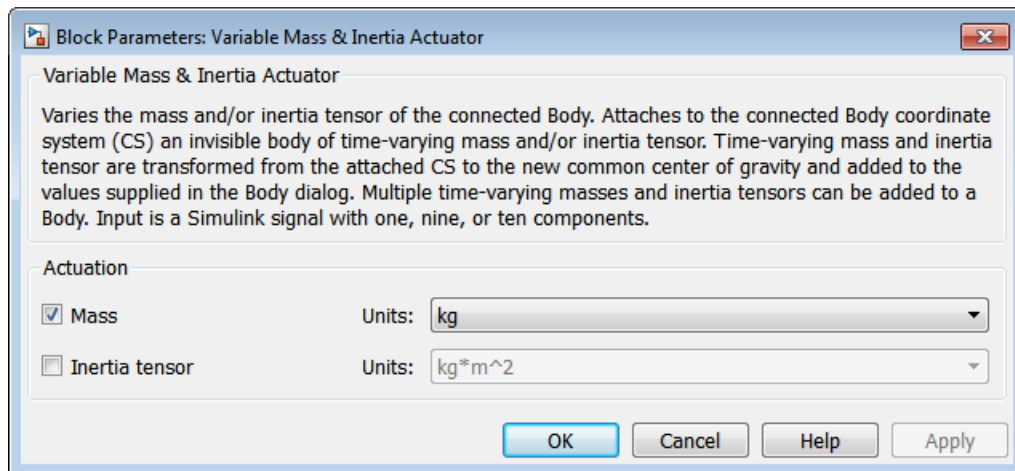 Block Parameters: Variable Mass & Inertia Actuator
Variable Mass & Inertia Actuator
Varies the mass and/or inertia tensor of the connected Body. Attaches to the connected Body coordinate
system (CS) an invisible body of time-varying mass and/or inertia tensor. Time-varying mass and inertia
tensor are transformed from the attached CS to the new common center of gravity and added to the
values supplied in the Body dialog. Multiple time-varying masses and inertia tensors can be added to a
Body. Input is a Simulink signal with one, nine, or ten components.
Actuation
Mass Units: kg
Inertia tensor Units: kg*m^2
OK Cancel Help Apply